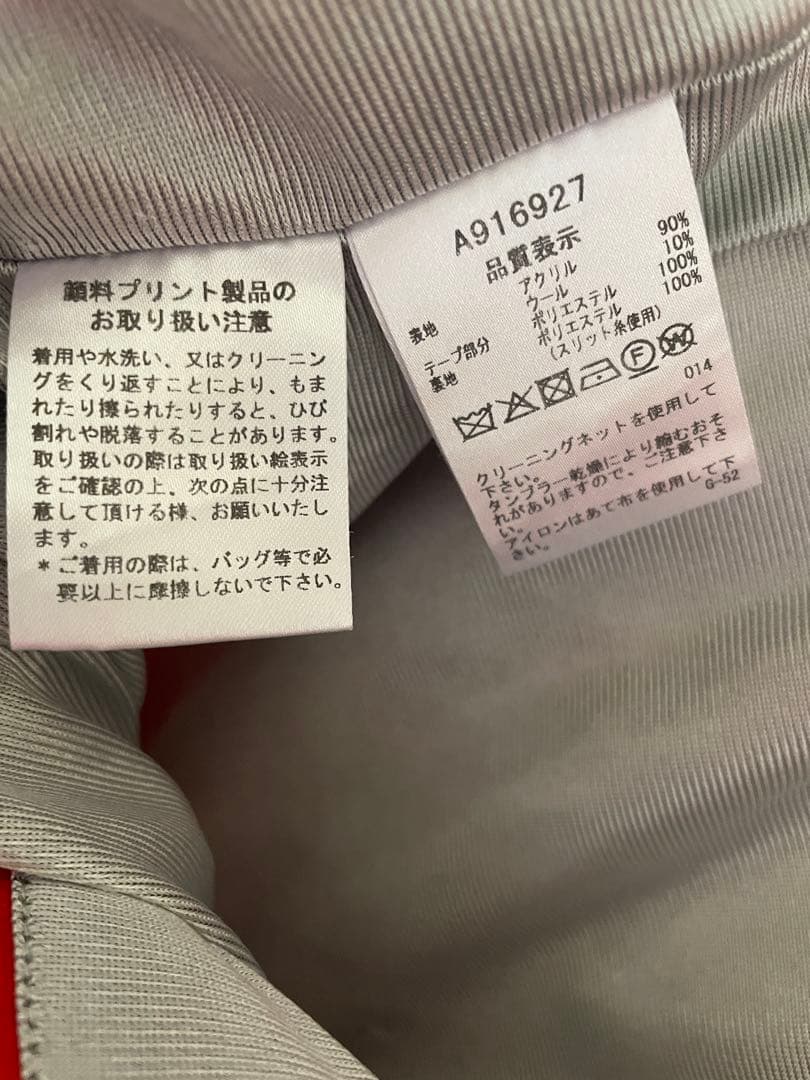 顔料プリント製品の
お取り扱い注意
着用や水洗い、又はクリーニン
グをくり返すことにより、もま
れたり擦られたりすると、ひび
割れや脱落することがあります。
取り扱いの際は取り扱い絵表示
をご確認の上、次の点に十分注
意して頂ける様、お願いいたし
ます。
*ご着用の際は、バッグ等で必
要以上に摩擦しないで下さい。
A916927
品質表示
表地 アクリル 90%
ウール 10%
テープ部分 ポリエステル 100%
裏地 ポリエステル 100%
(スリット糸使用)
F W
014
クリーニングネットを使用して
下さい。
タンブラー乾燥により縮むおそ
れがありますので、ご注意下さ
い。
アイロンはあて布を使用して下
さい。
G-52